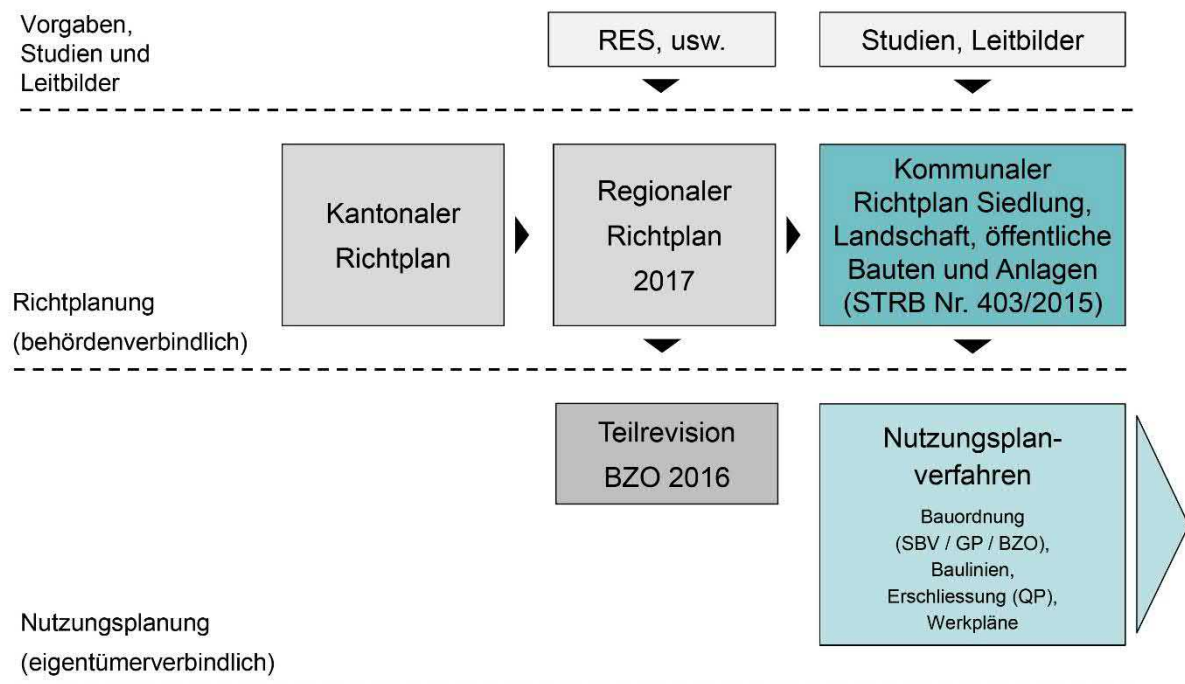 Vorgaben,
Studien und
Leitbilder
RES, usw.
Studien, Leitbilder
Kantonaler
Richtplan
Regionaler
Richtplan
2017
Kommunaler
Richtplan Siedlung,
Landschaft, öffentliche
Bauten und Anlagen
(STRB Nr. 403/2015)
Richtplanung
(behördenverbindlich)
Teilrevision
BZO 2016
Nutzungsplan-
verfahren
Bauordnung
(SBV / GP / BZO),
Baulinien,
Erschliessung (QP),
Werkpläne
Nutzungsplanung
(eigentümerverbindlich)